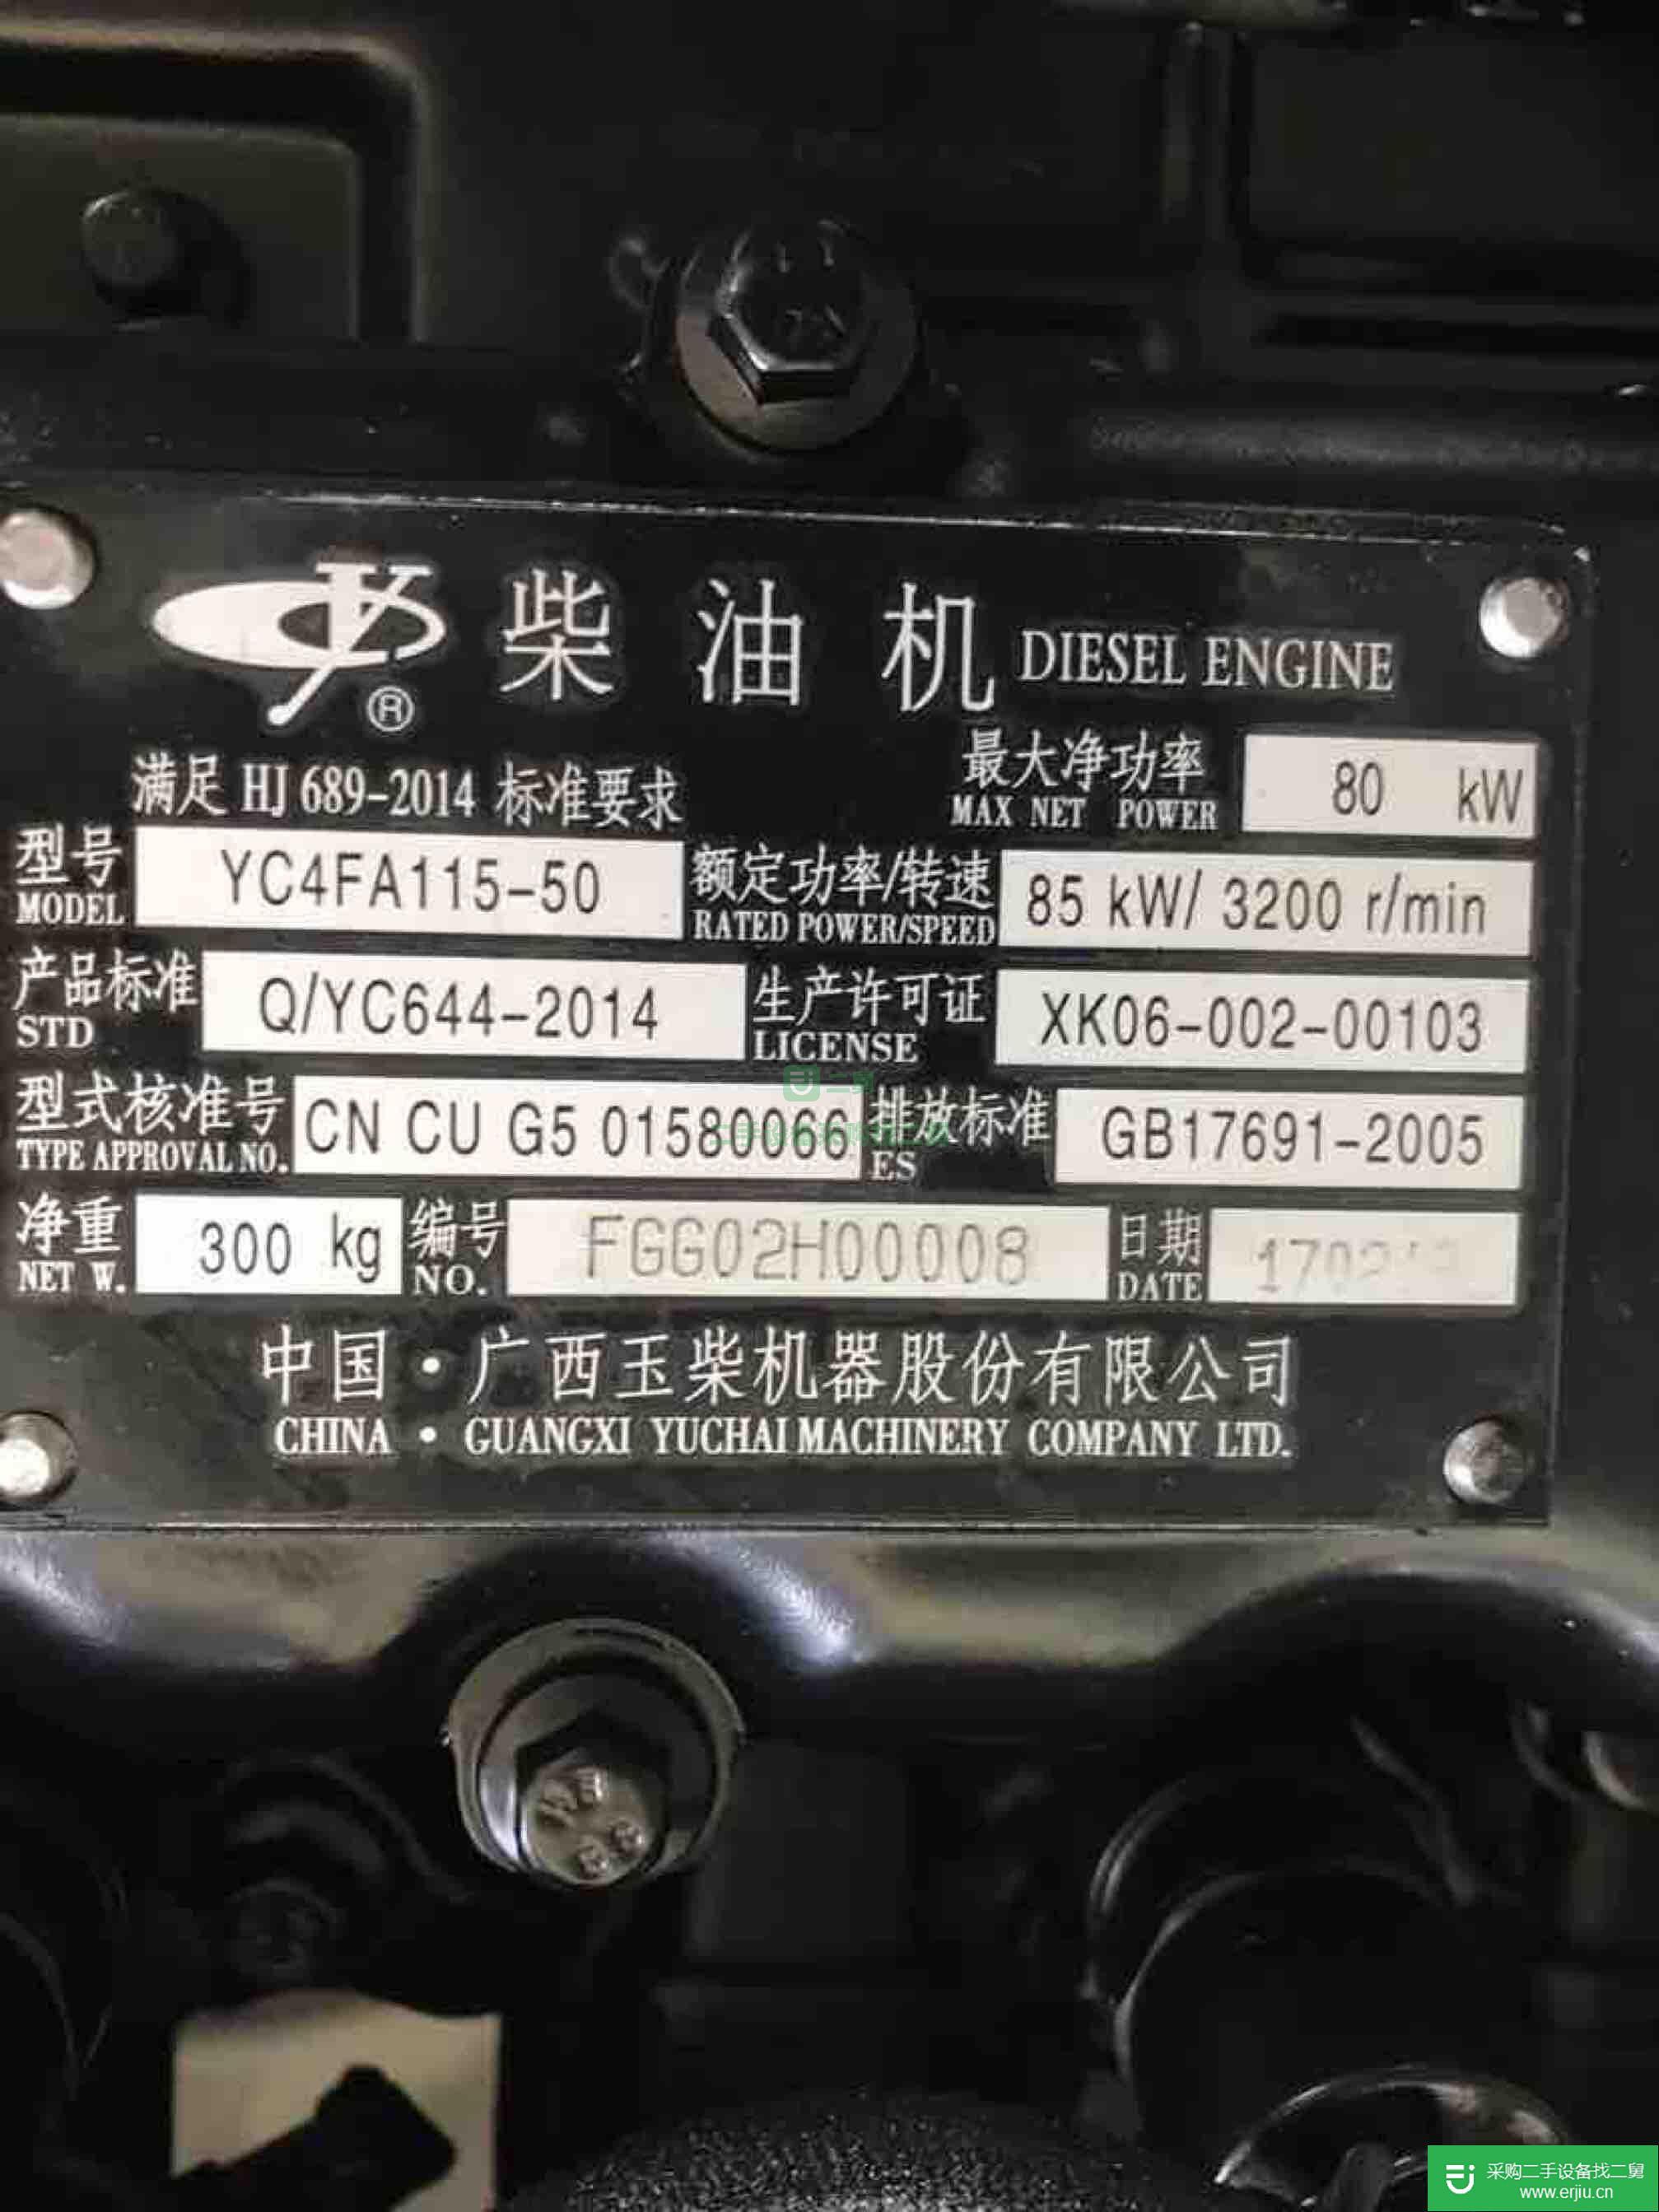 柴油机 DIESEL ENGINE
满足 HJ 689-2014 标准要求
最大净功率 80 kW
MAX NET POWER
型号 YC4FA115-50 额定功率/转速 85 kW/ 3200 r/min
MODEL RATED POWER/SPEED
产品标准 Q/YC644-2014 生产许可证 XK06-002-00103
STD LICENSE
型式核准号 CN CU G5 01580066 排放标准 GB17691-2005
TYPE APPROVAL NO. ES
净重 300 kg 编号 FGG02H00008 日期
NET W. NO. DATE
中国·广西玉柴机器股份有限公司
CHINA · GUANGXI YUCHAI MACHINERY COMPANY LTD.
采购二手设备找二舅
www.erjiu.cn